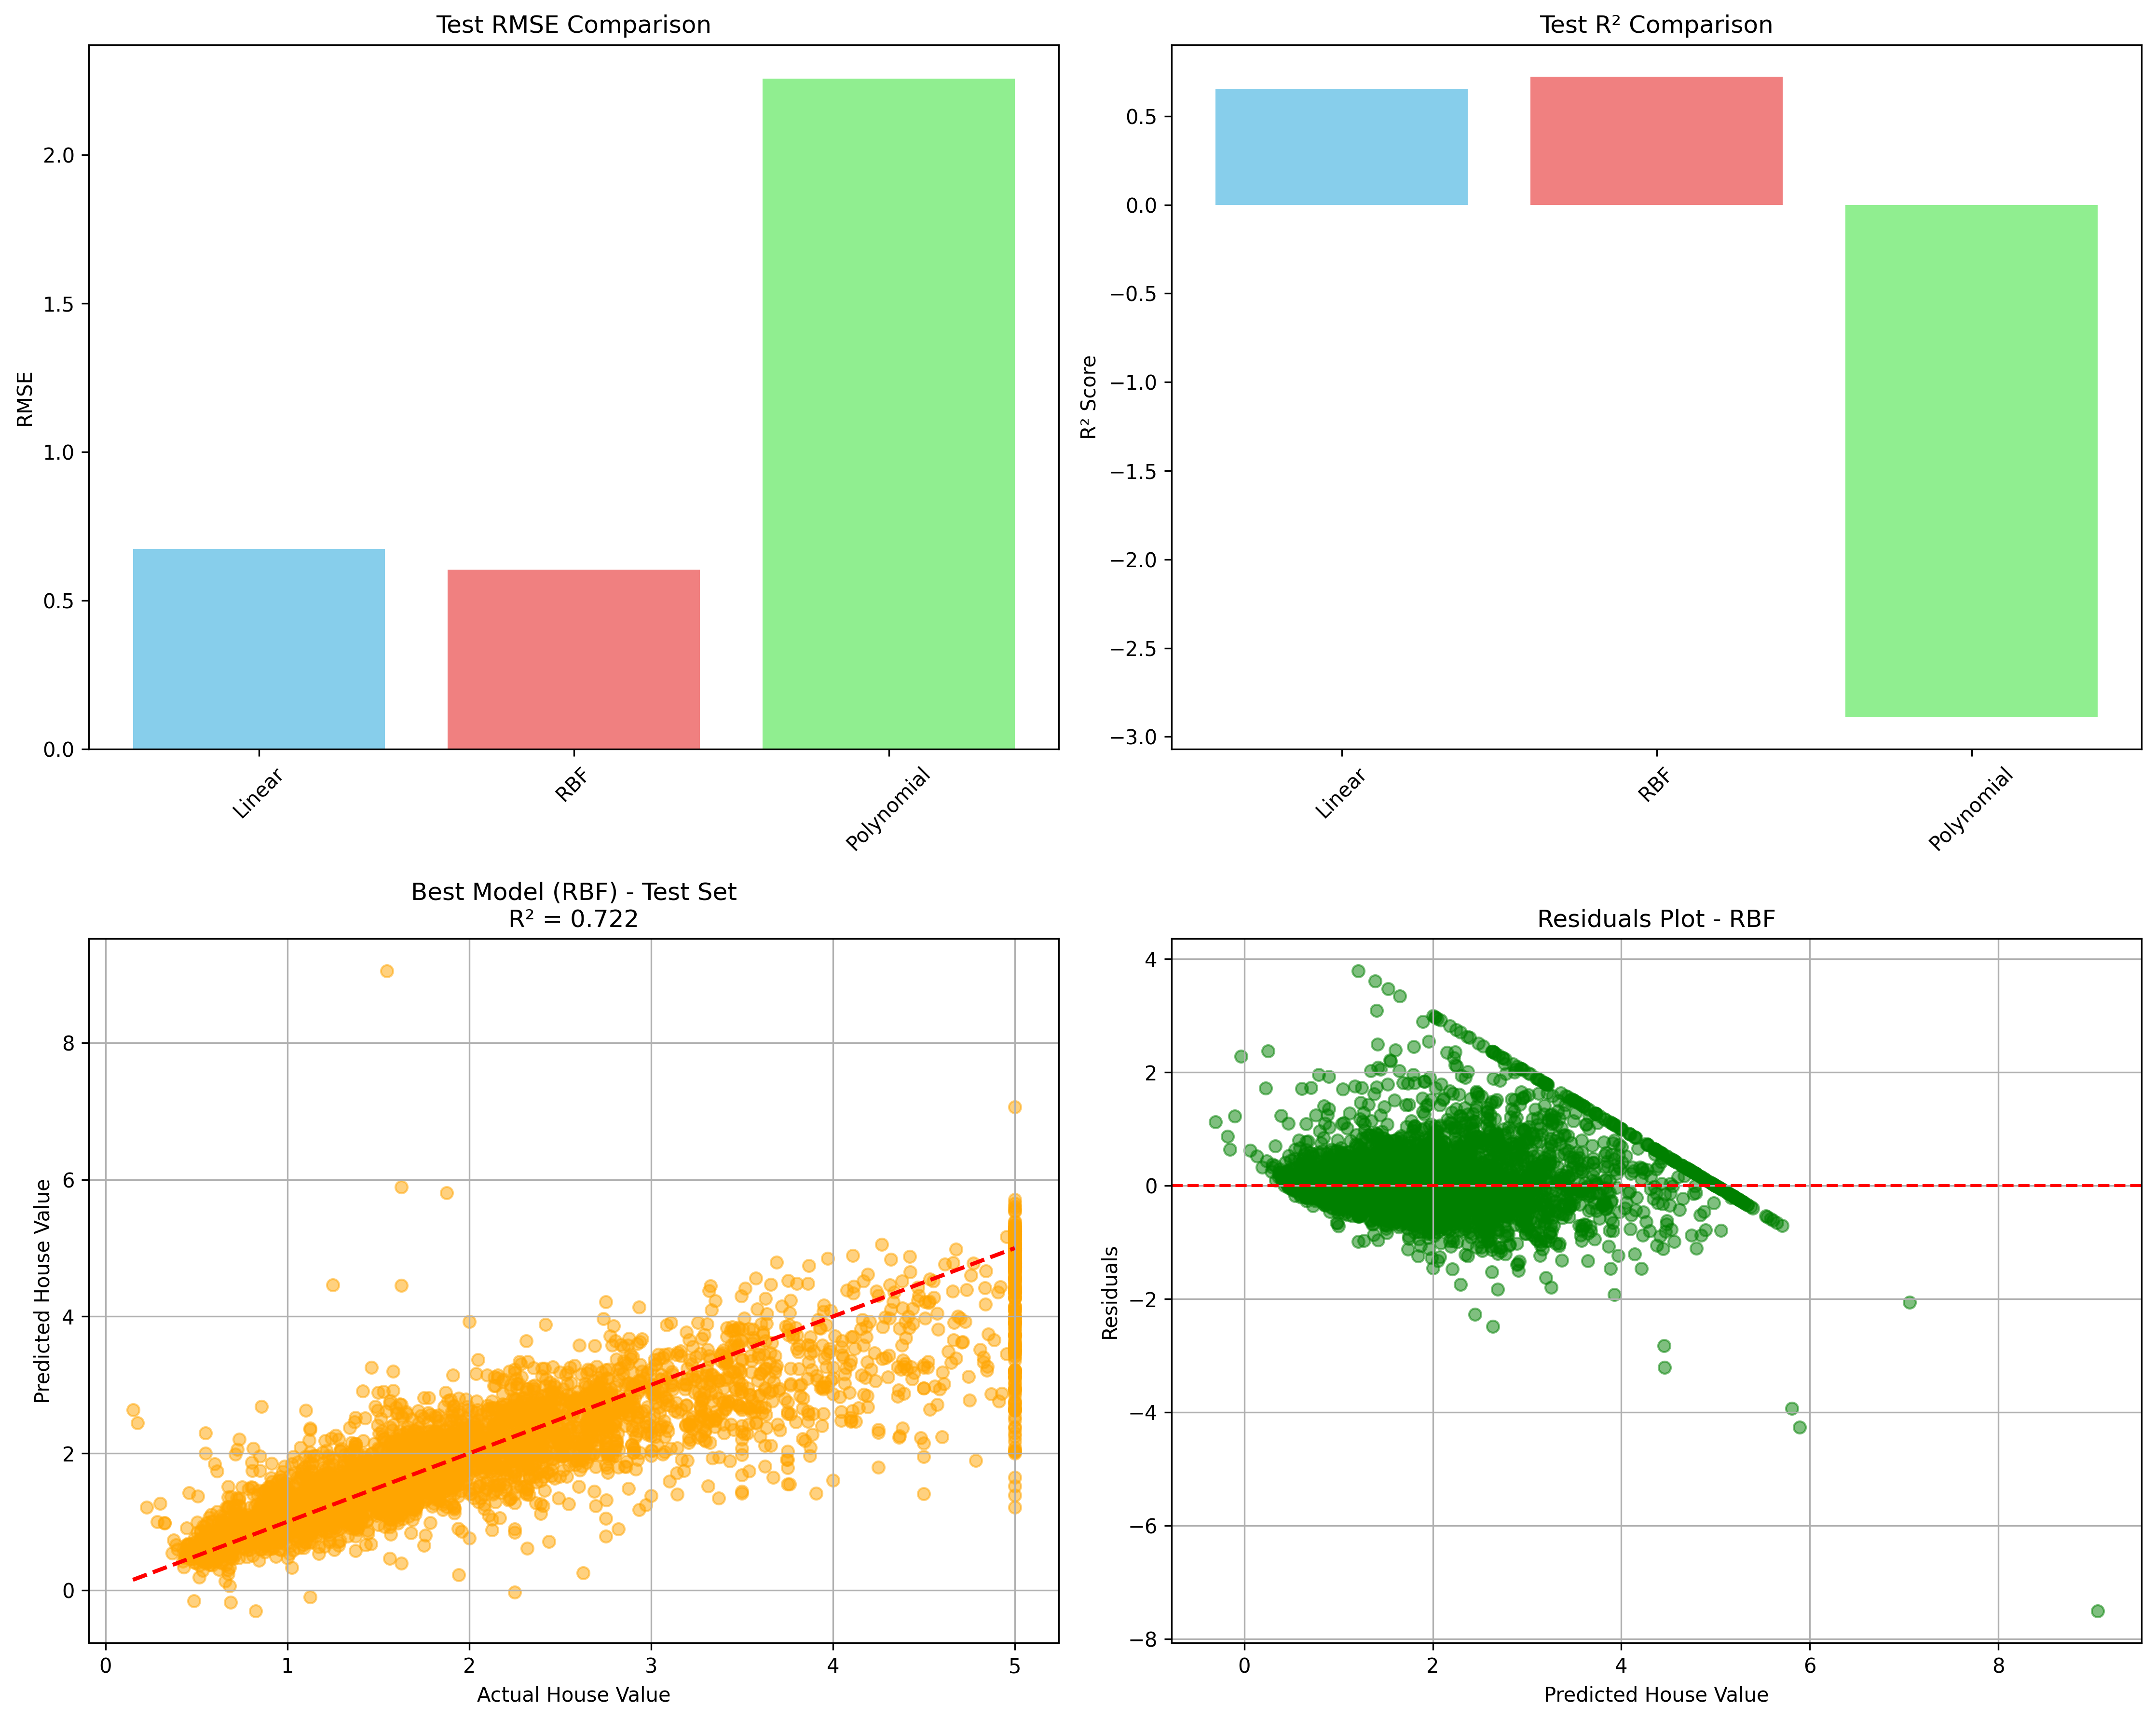 Test RMSE Comparison
RMSE
2.0
1.5
1.0
0.5
0.0
Linear
RBF
Polynomial
Test R² Comparison
R² Score
0.5
0.0
−0.5
−1.0
−1.5
−2.0
−2.5
−3.0
Linear
RBF
Polynomial
Best Model (RBF) - Test Set
R² = 0.722
Predicted House Value
8
6
4
2
0
0 1 2 3 4 5
Actual House Value
Residuals Plot - RBF
Residuals
4
2
0
−2
−4
−6
−8
0 2 4 6 8
Predicted House Value